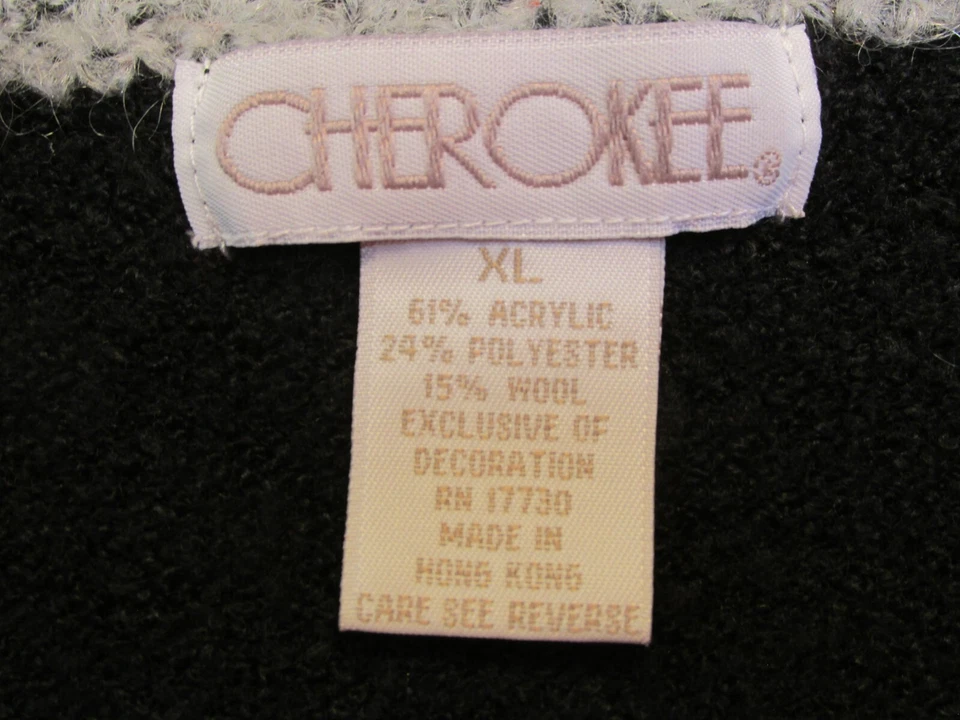 CHEROKEE®
XL
61% ACRYLIC
24% POLYESTER
15% WOOL
EXCLUSIVE OF
DECORATION
RN 17730
MADE IN
HONG KONG
CARE SEE REVERSE